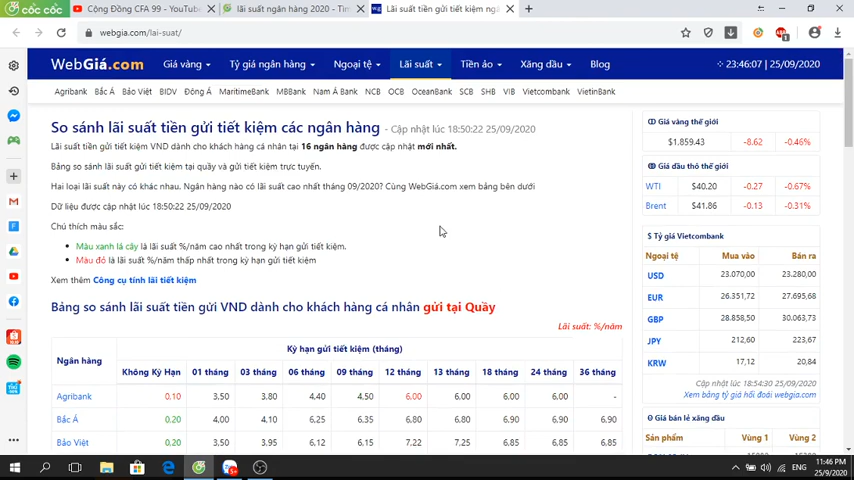 cốc cốc
Cộng Đồng CFA 99 - YouTube
lãi suất ngân hàng 2020 - Tìm
Lãi suất tiền gửi tiết kiệm ngâ
webgia.com/lai-suat/
WebGiá.com
Giá vàng
Tỷ giá ngân hàng
Ngoại tệ
Lãi suất
Tiền ảo
Xăng dầu
Blog
23:46:07 | 25/09/2020
Agribank Bắc Á Bảo Việt BIDV Đông Á MaritimeBank MBBank Nam Á Bank NCB OCB OceanBank SCB SHB VIB Vietcombank VietinBank
So sánh lãi suất tiền gửi tiết kiệm các ngân hàng - Cập nhật lúc 18:50:22 25/09/2020
Lãi suất tiền gửi tiết kiệm VND dành cho khách hàng cá nhân tại 16 ngân hàng được cập nhật mới nhất.
Bảng so sánh lãi suất gửi tiết kiệm tại quầy và gửi tiết kiệm trực tuyến.
Hai loại lãi suất này có khác nhau. Ngân hàng nào có lãi suất cao nhất tháng 09/2020? Cùng WebGiá.com xem bảng bên dưới
Dữ liệu được cập nhật lúc 18:50:22 25/09/2020
Chú thích màu sắc:
Màu xanh lá cây là lãi suất %/năm cao nhất trong kỳ hạn gửi tiết kiệm.
Màu đỏ là lãi suất %/năm thấp nhất trong kỳ hạn gửi tiết kiệm
Xem thêm Công cụ tính lãi tiết kiệm
Bảng so sánh lãi suất tiền gửi VND dành cho khách hàng cá nhân gửi tại Quầy
Lãi suất: %/năm
Ngân hàng
Kỳ hạn gửi tiết kiệm (tháng)
Không Kỳ Hạn 01 tháng 03 tháng 06 tháng 09 tháng 12 tháng 13 tháng 18 tháng 24 tháng 36 tháng
Agribank 0.10 3.50 3.80 4.40 4.50 6.00 6.00 6.00 6.00 -
Bắc Á 0.20 4.00 4.10 6.25 6.35 6.80 6.80 6.90 6.90 6.90
Bảo Việt 0.20 3.50 3.95 6.12 6.15 7.22 7.25 6.85 6.85 6.85
Giá vàng thế giới
$1,859.43 -8.62 -0.46%
Giá dầu thô thế giới
WTI $40.20 -0.27 -0.67%
Brent $41.86 -0.13 -0.31%
$ Tỷ giá Vietcombank
Ngoại tệ Mua vào Bán ra
USD 23.070,00 23.280,00
EUR 26.351,72 27.695,68
GBP 28.858,50 30.063,73
JPY 212,60 223,67
KRW 17,12 20,84
Cập nhật lúc 18:54:30 25/09/2020
Xem bảng tỷ giá hối đoái webgia.com
Giá bán lẻ xăng dầu
Sản phẩm Vùng 1 Vùng 2
ENG
11:46 PM
25/9/2020